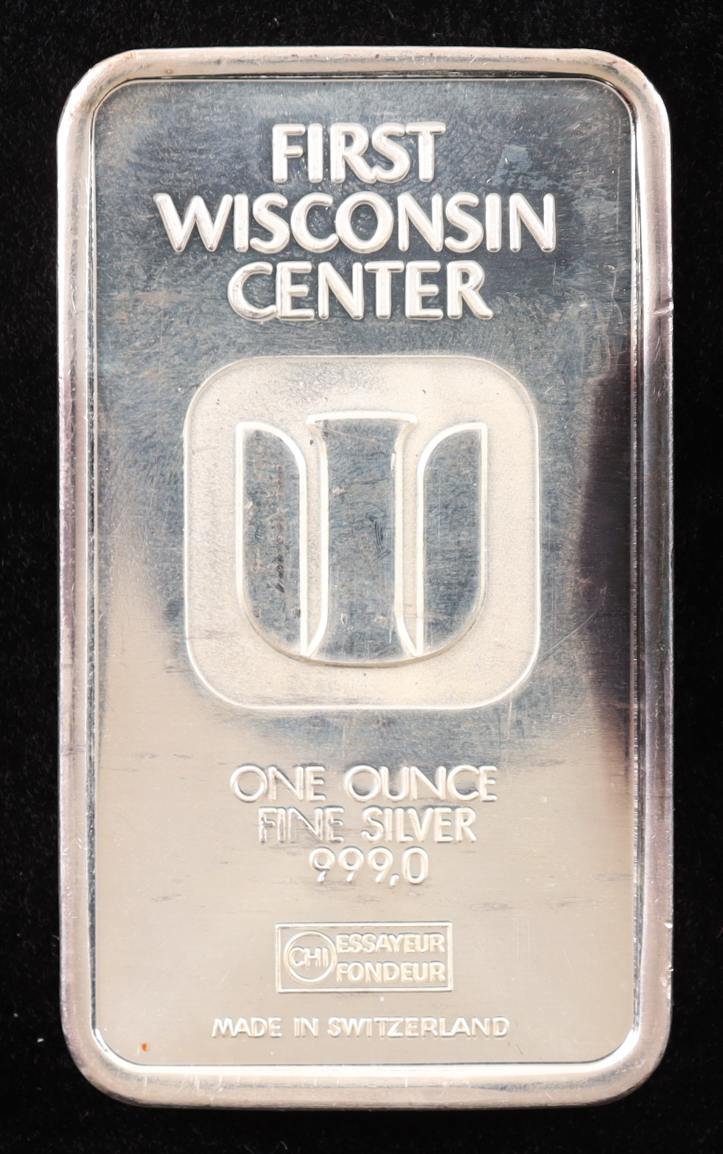 FIRST
WISCONSIN
CENTER
ONE OUNCE
FINE SILVER
999,0
CHI ESSAYEUR
FONDEUR
MADE IN SWITZERLAND